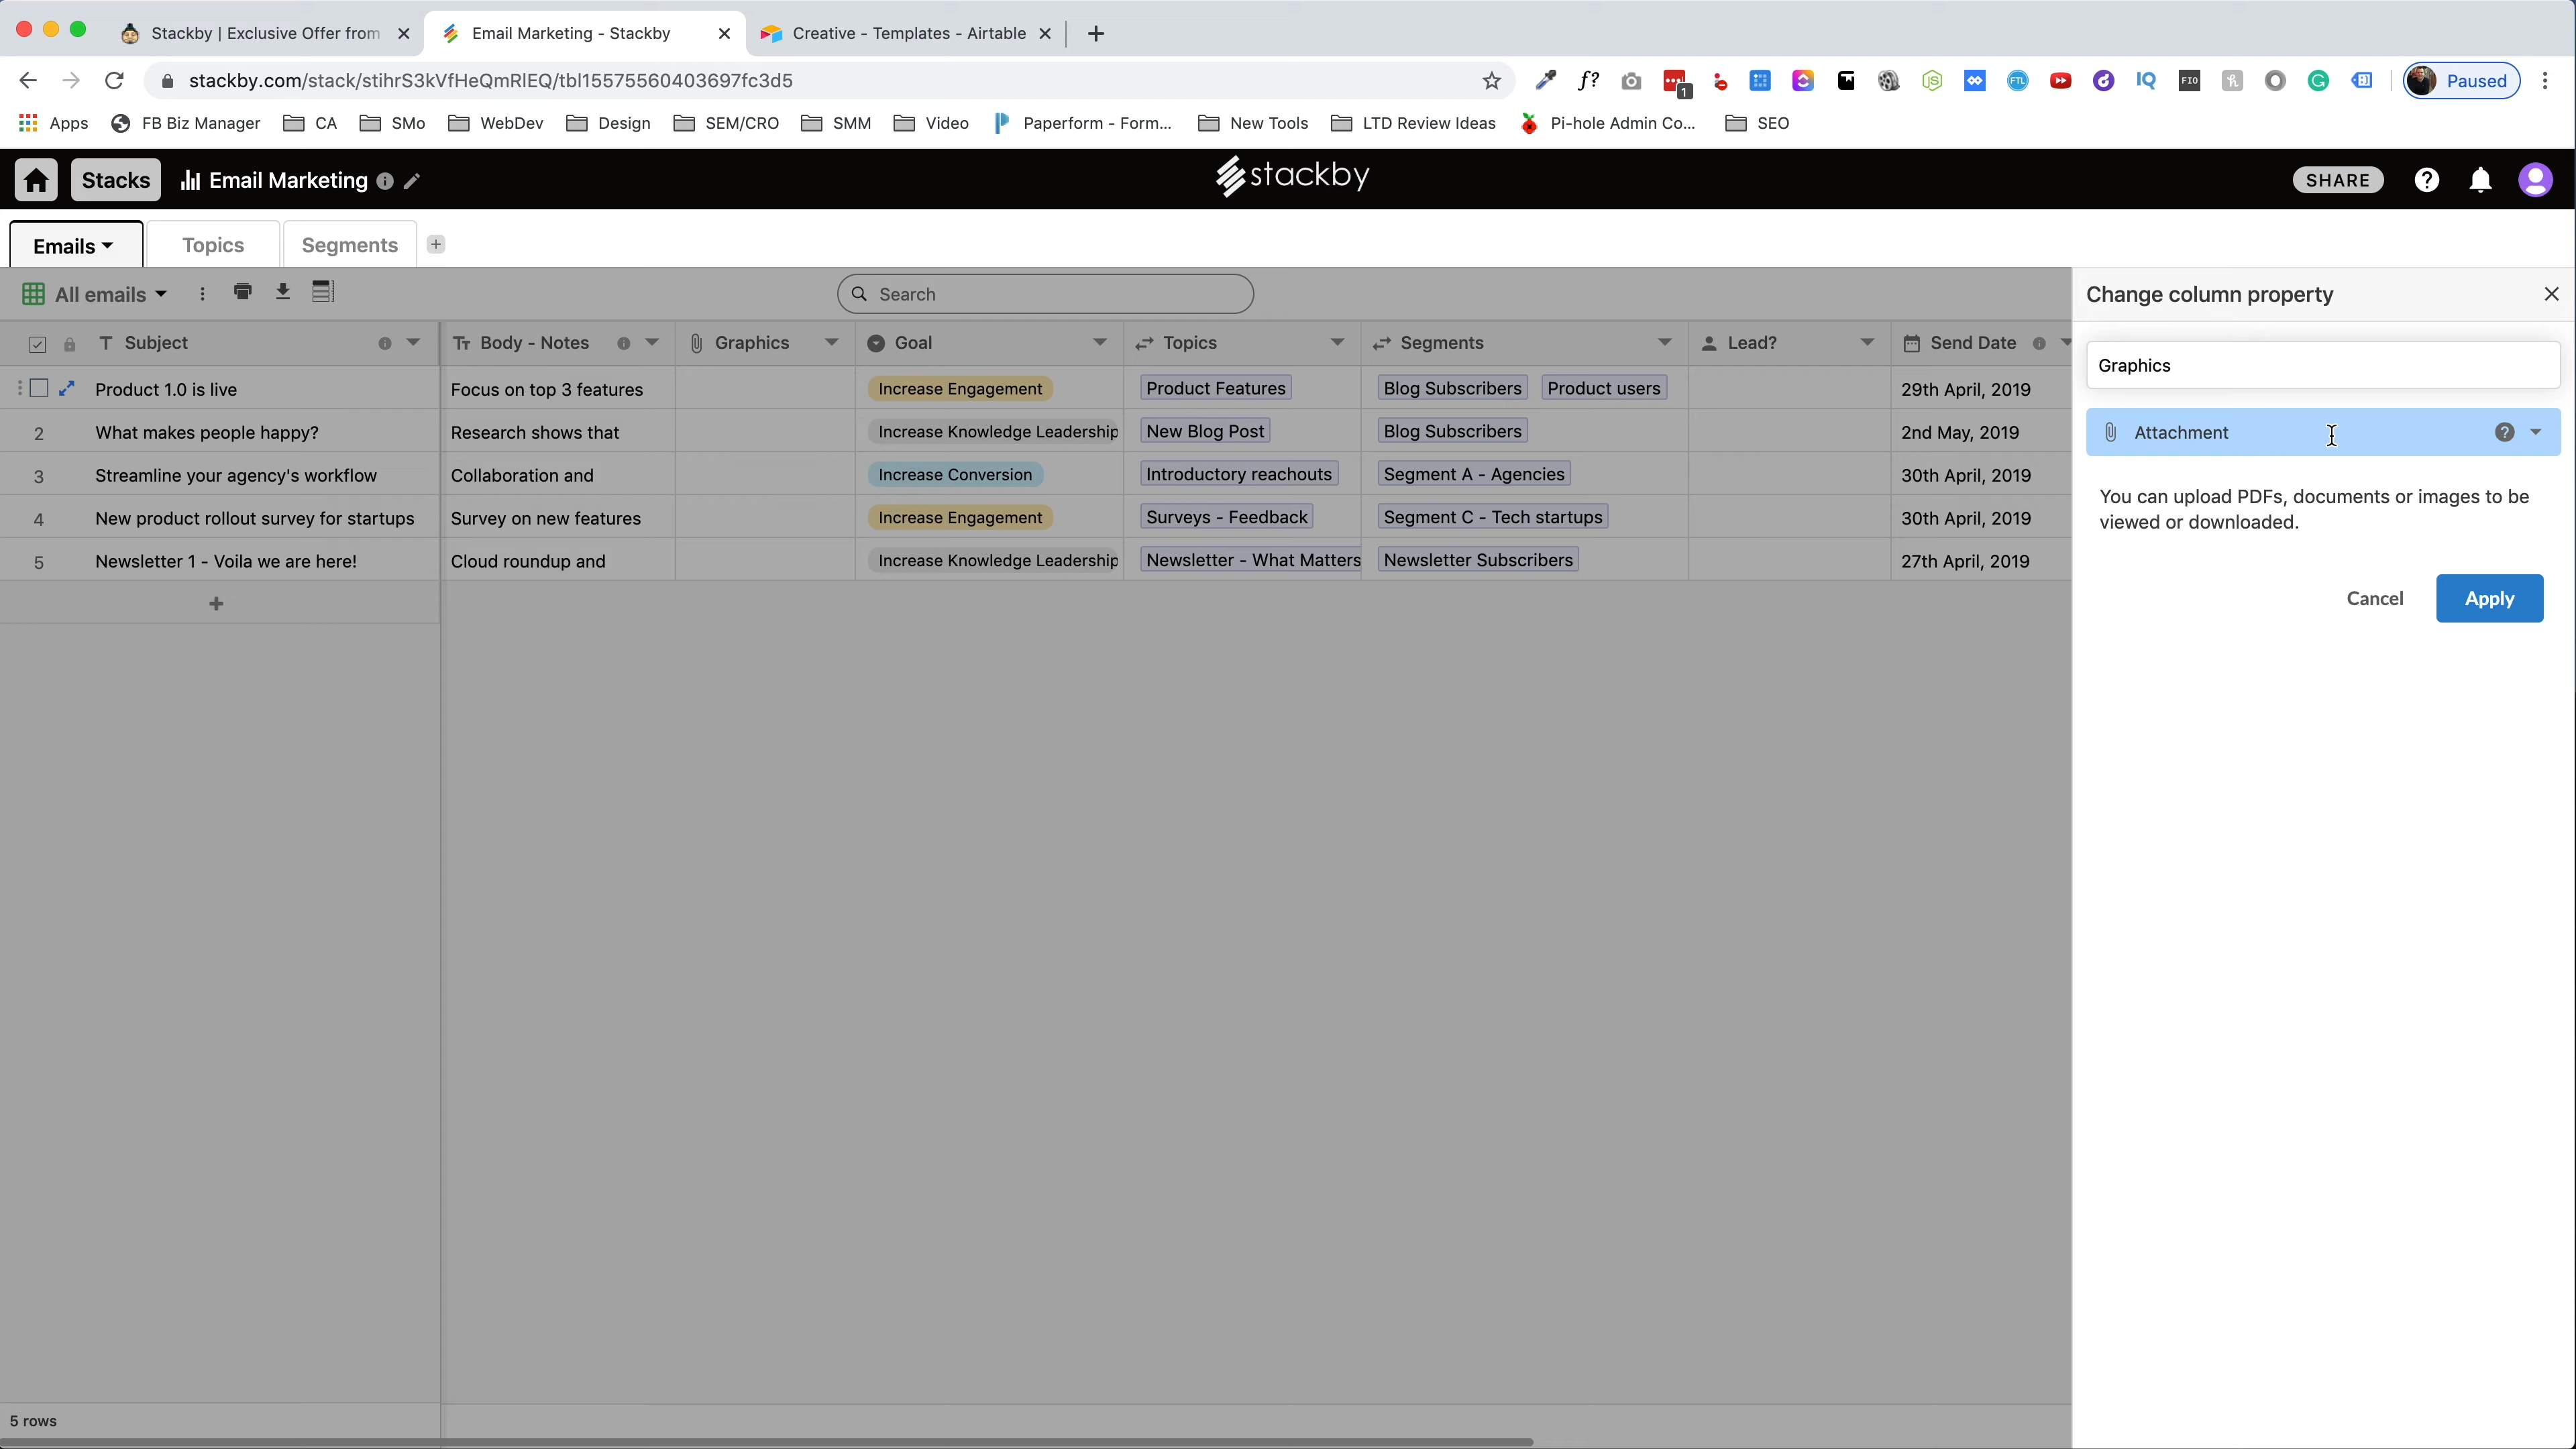 Stackby | Exclusive Offer from
Email Marketing - Stackby
Creative - Templates - Airtable
stackby.com/stack/stihrS3kVfHeQmRlEQ/tbl15575560403697fc3d5
f?
1
JS
FTL
IQ
FIO
h
G
Paused
Apps
FB Biz Manager
CA
SMo
WebDev
Design
SEM/CRO
SMM
Video
Paperform - Form...
New Tools
LTD Review Ideas
Pi-hole Admin Co...
SEO
Stacks
Email Marketing
stackby
SHARE
Emails
Topics
Segments
All emails
Search
Change column property
Subject
Body - Notes
Graphics
Goal
Topics
Segments
Lead?
Send Date
Graphics
Product 1.0 is live
Focus on top 3 features
Increase Engagement
Product Features
Blog Subscribers
Product users
29th April, 2019
2
What makes people happy?
Research shows that
Increase Knowledge Leadership
New Blog Post
Blog Subscribers
2nd May, 2019
Attachment
3
Streamline your agency's workflow
Collaboration and
Increase Conversion
Introductory reachouts
Segment A - Agencies
30th April, 2019
4
New product rollout survey for startups
Survey on new features
Increase Engagement
Surveys - Feedback
Segment C - Tech startups
30th April, 2019
You can upload PDFs, documents or images to be
viewed or downloaded.
5
Newsletter 1 - Voila we are here!
Cloud roundup and
Increase Knowledge Leadership
Newsletter - What Matters
Newsletter Subscribers
27th April, 2019
Cancel
Apply
5 rows